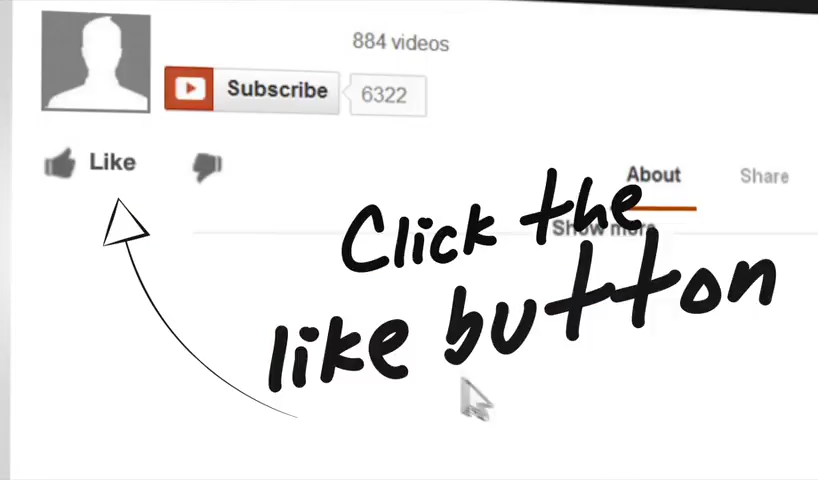 884 videos
Subscribe 6322
Like
About Share
Show more
Click the
like button